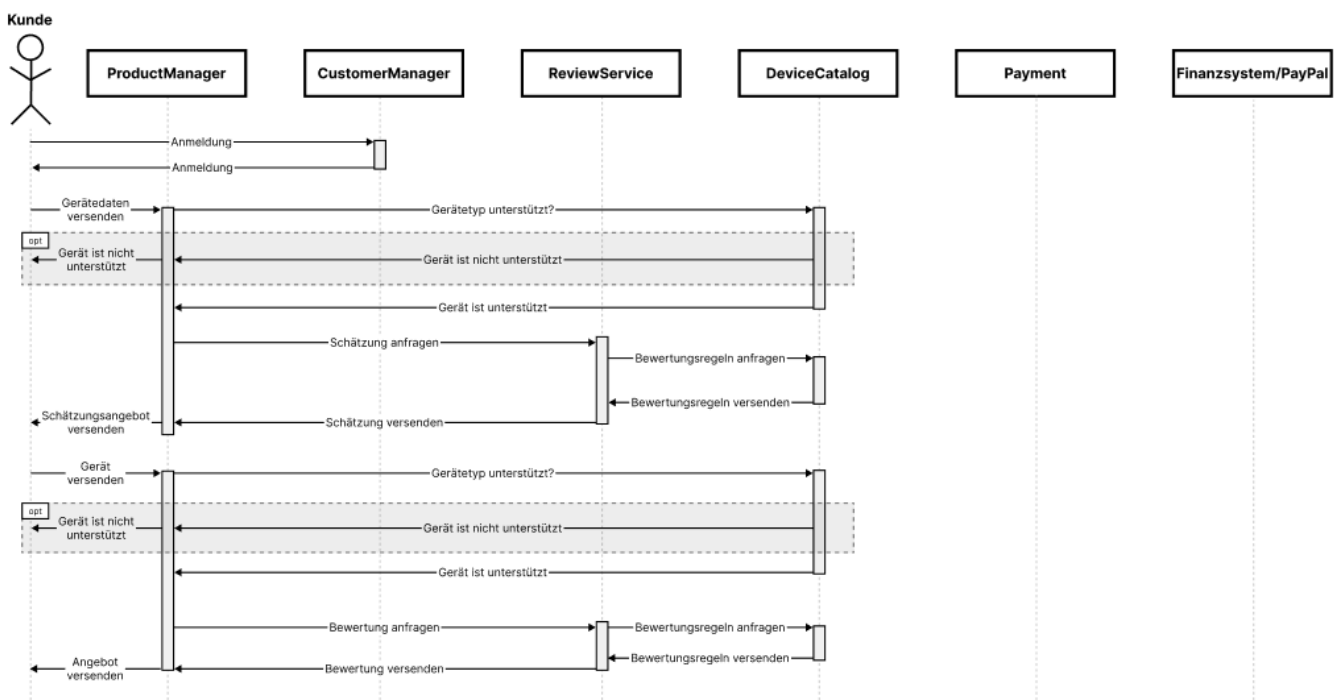 Kunde
ProductManager
CustomerManager
ReviewService
DeviceCatalog
Payment
Finanzsystem/PayPal
Anmeldung
Anmeldung
Gerätedaten
versenden
Gerätetyp unterstützt?
opt
Gerät ist nicht
unterstützt
Gerät ist nicht unterstützt
Gerät ist unterstützt
Schätzung anfragen
Bewertungsregeln anfragen
Bewertungsregeln versenden
Schätzungsangebot
versenden
Schätzung versenden
Gerät
versenden
Gerätetyp unterstützt?
opt
Gerät ist nicht
unterstützt
Gerät ist nicht unterstützt
Gerät ist unterstützt
Bewertung anfragen
Bewertungsregeln anfragen
Bewertungsregeln versenden
Angebot
versenden
Bewertung versenden